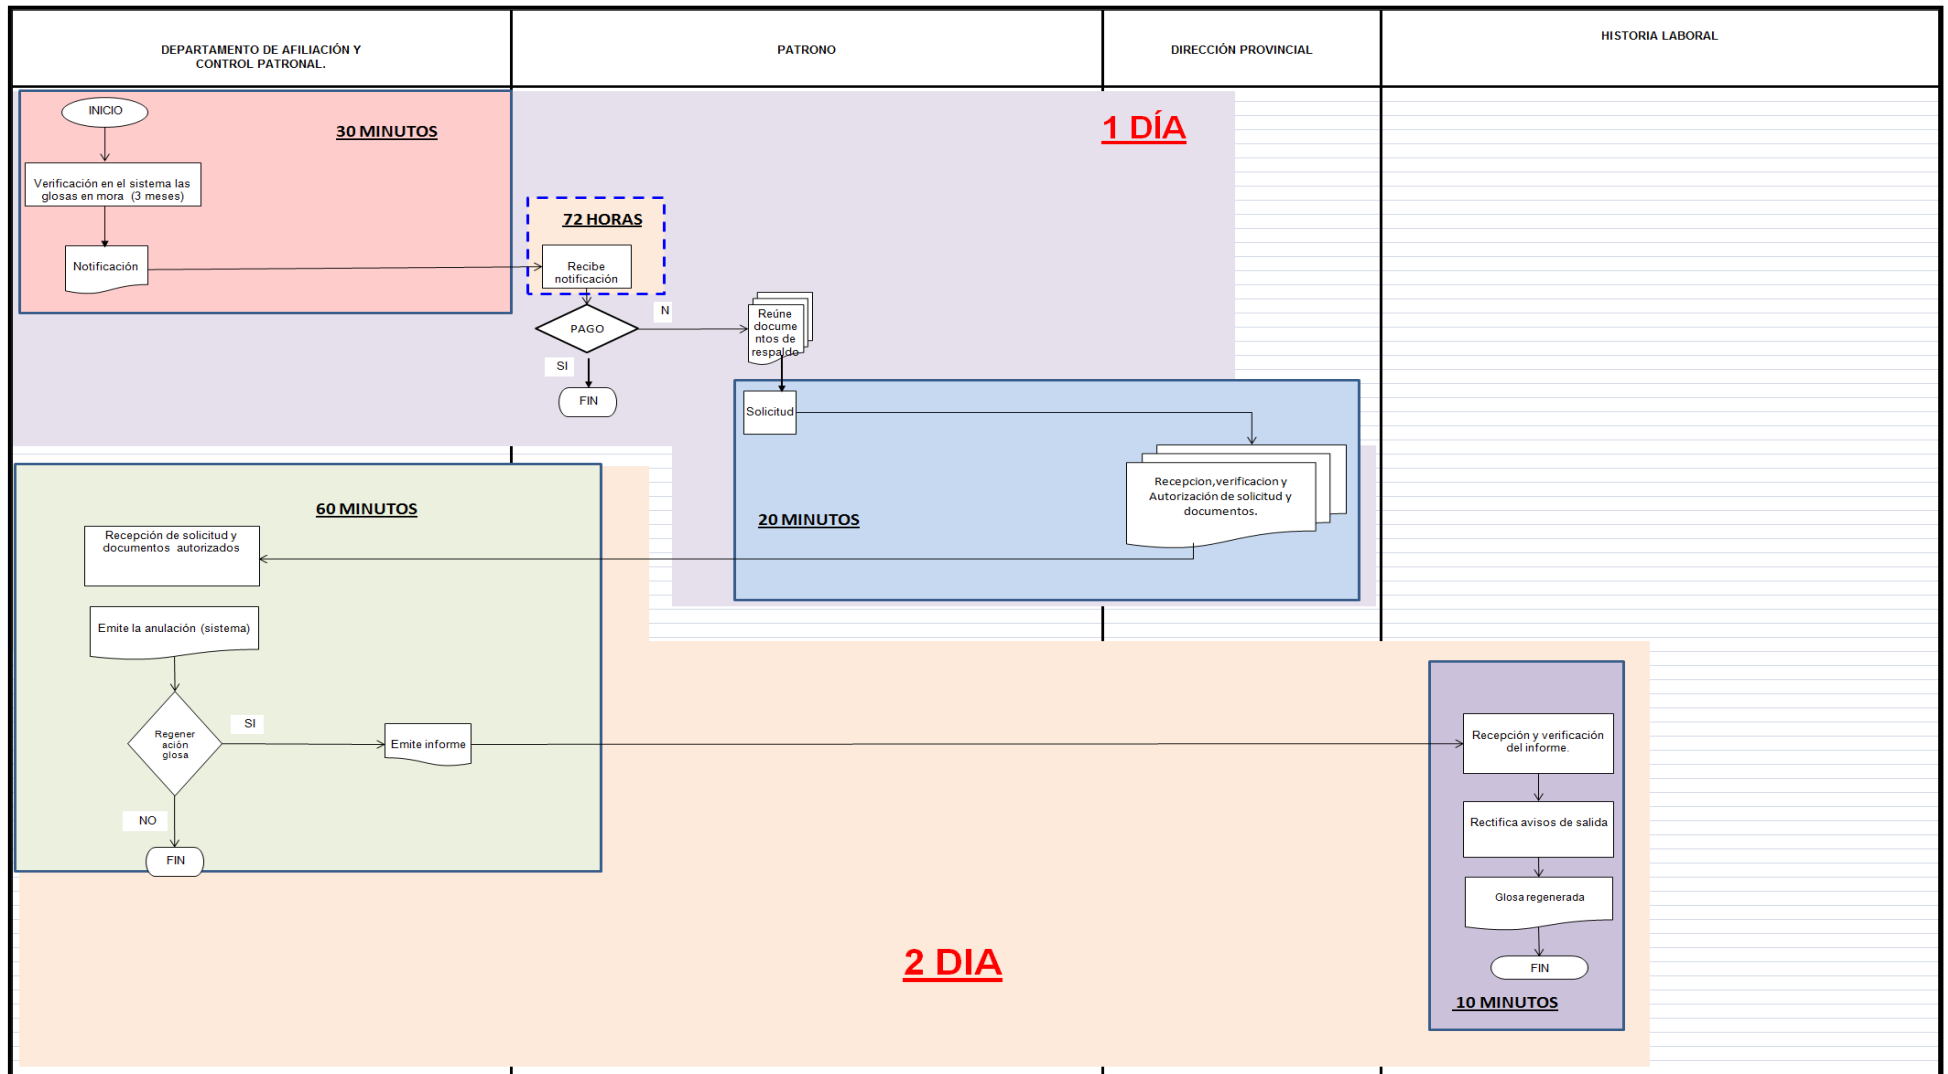 DEPARTAMENTO DE AFILIACIÓN Y
CONTROL PATRONAL.
PATRONO
DIRECCIÓN PROVINCIAL
HISTORIA LABORAL
INICIO
30 MINUTOS
1 DÍA
Verificación en el sistema las
glosas en mora (3 meses)
72 HORAS
Notificación
Recibe
notificación
N
PAGO
Reúne
docume
ntos de
respaldo
SI
FIN
Solicitud
Recepcion,verificacion y
Autorización de solicitud y
documentos.
20 MINUTOS
60 MINUTOS
Recepción de solicitud y
documentos autorizados
Emite la anulación (sistema)
Regener
ación
glosa
SI
Emite informe
NO
FIN
Recepción y verificación
del informe.
Rectifica avisos de salida
Glosa regenerada
FIN
10 MINUTOS
2 DIA